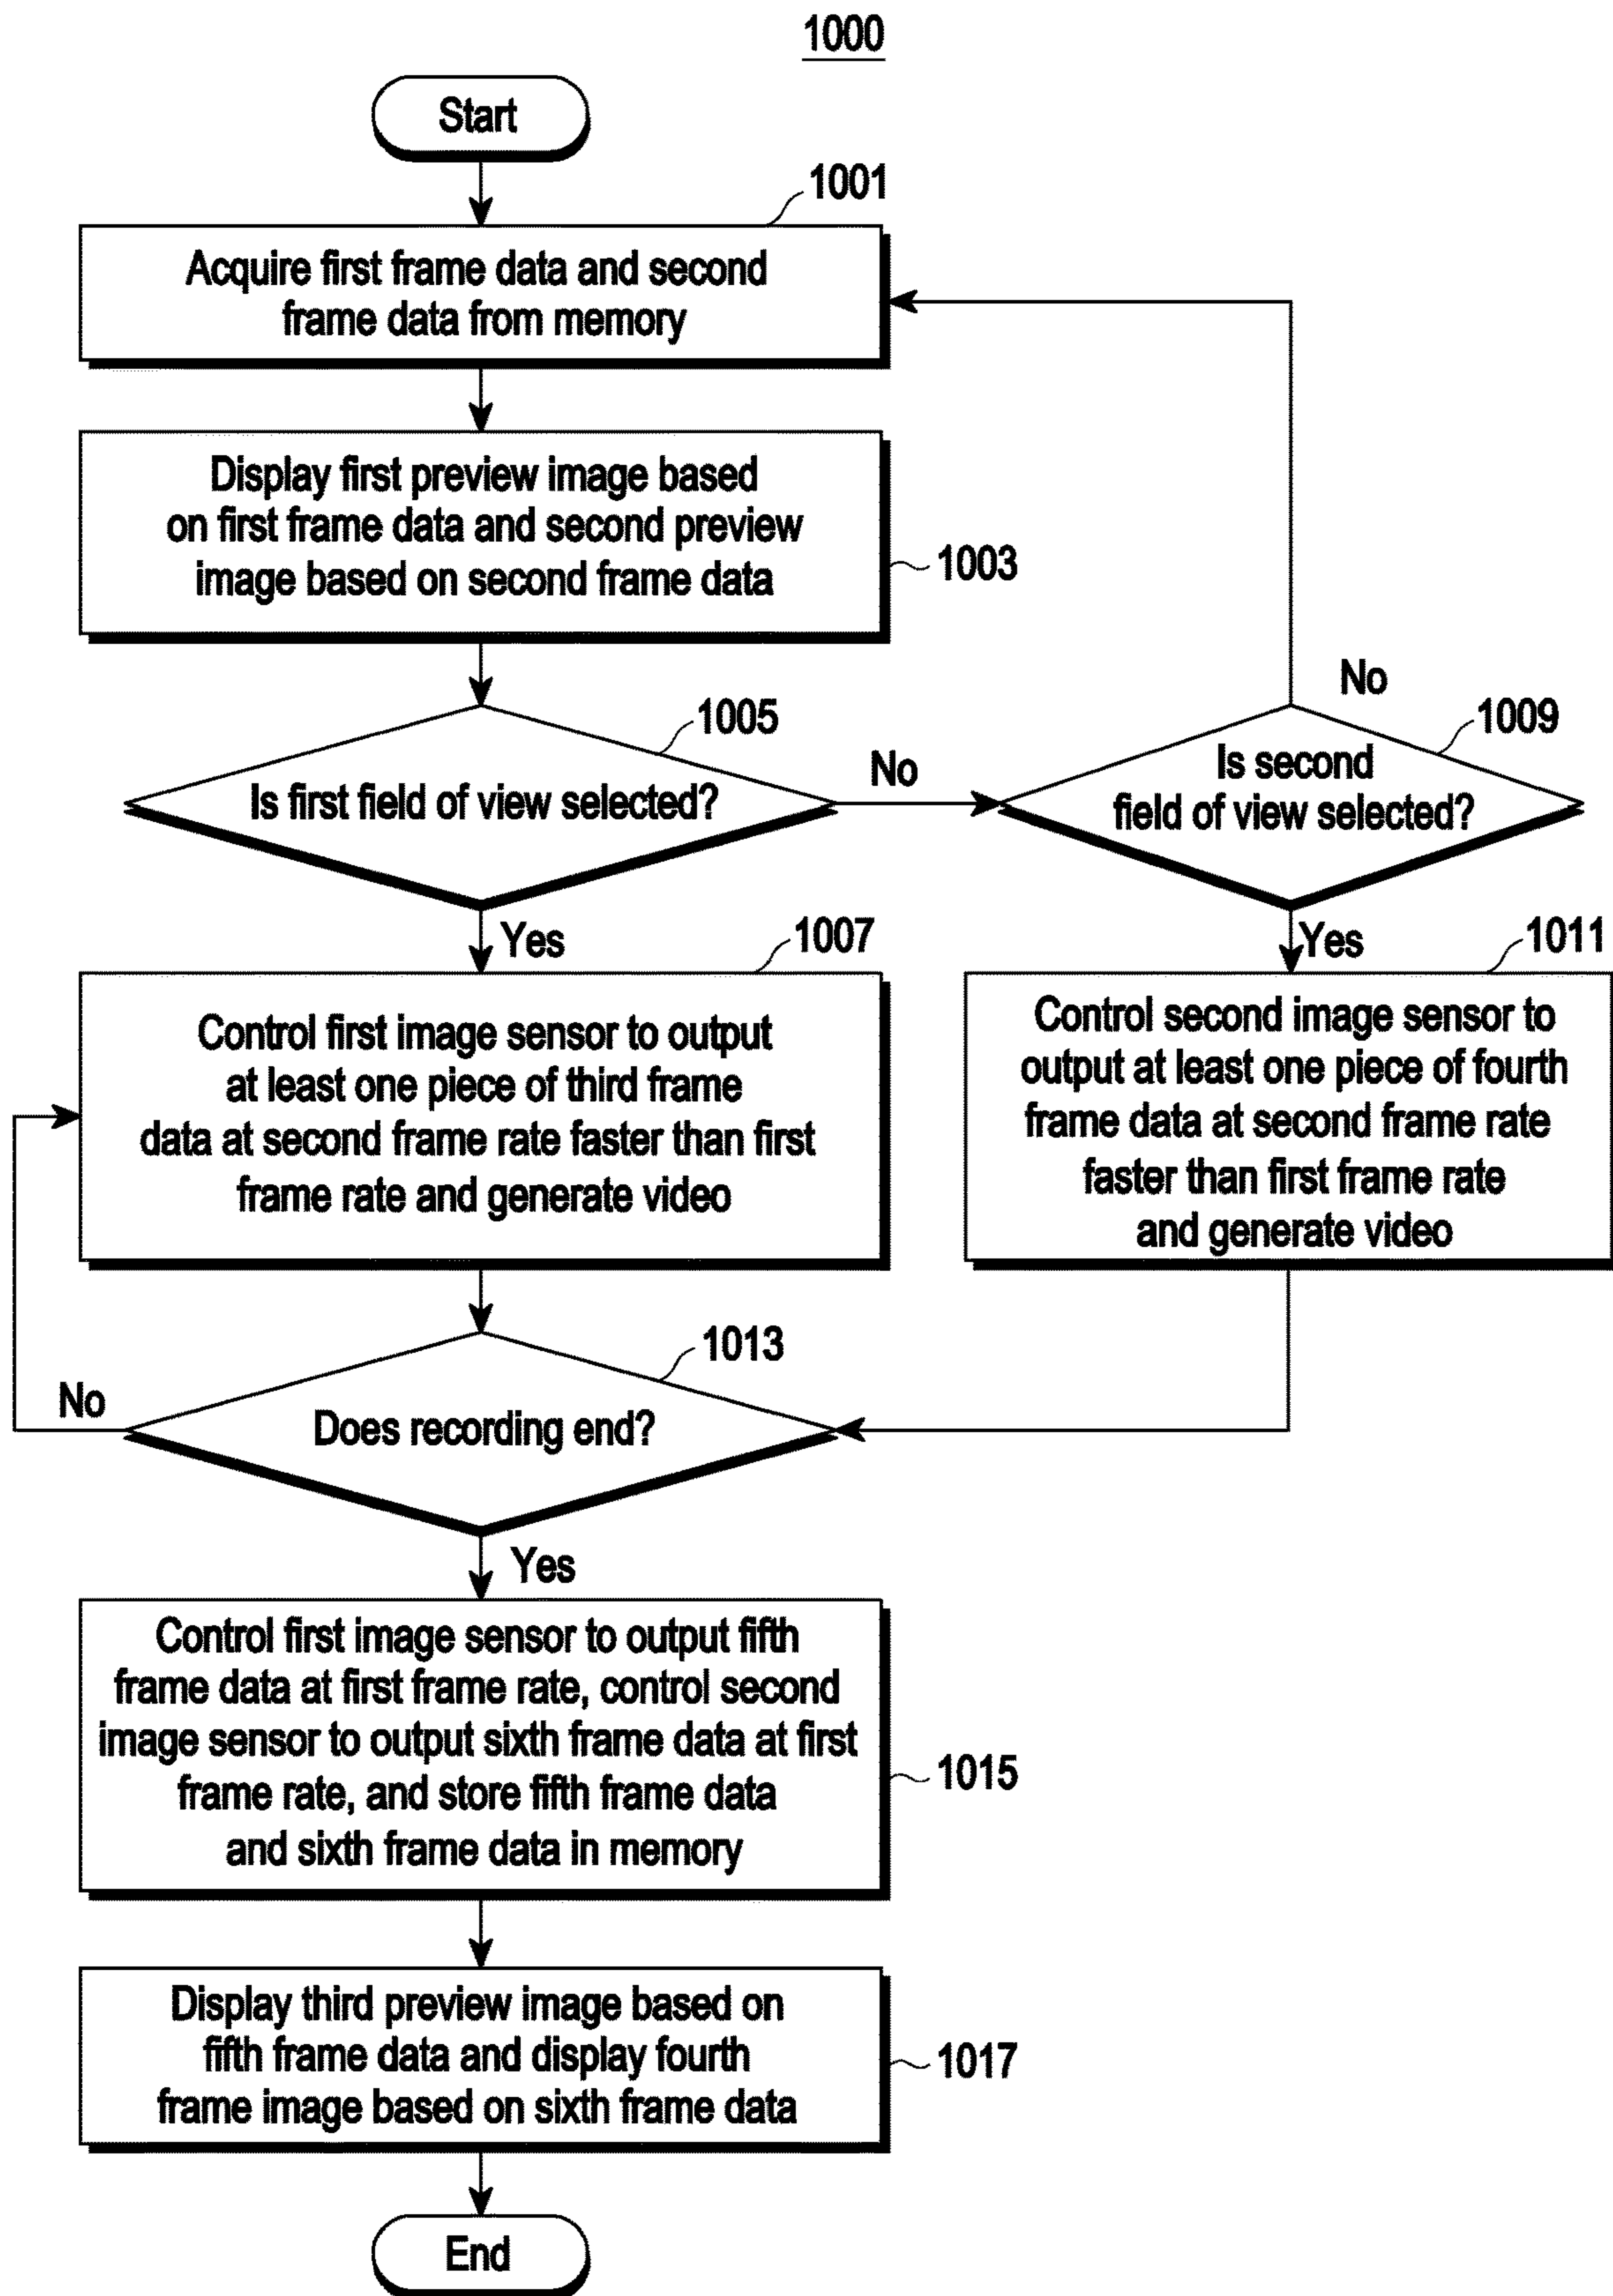 1000
Start
1001
Acquire first frame data and second
frame data from memory
Display first preview image based
on first frame data and second preview
image based on second frame data
1003
1005
Is first field of view selected?
No
No
1009
Is second
field of view selected?
Yes
1007
Control first image sensor to output
at least one piece of third frame
data at second frame rate faster than first
frame rate and generate video
Yes
1011
Control second image sensor to
output at least one piece of fourth
frame data at second frame rate
faster than first frame rate
and generate video
1013
No
Does recording end?
Yes
Control first image sensor to output fifth
frame data at first frame rate, control second
image sensor to output sixth frame data at first
frame rate, and store fifth frame data
and sixth frame data in memory
1015
Display third preview image based on
fifth frame data and display fourth
frame image based on sixth frame data
1017
End